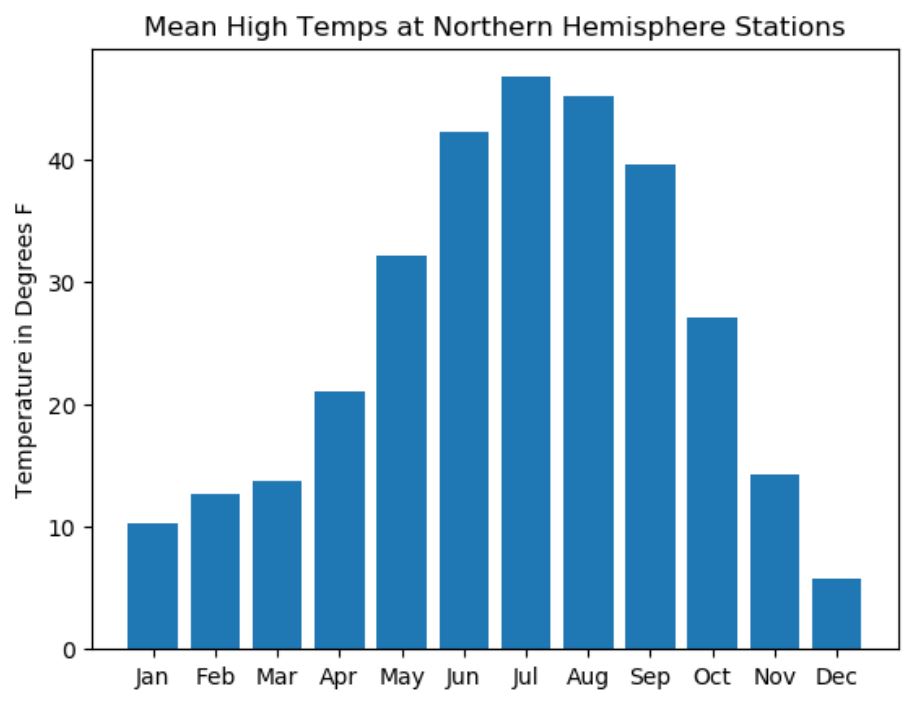 Mean High Temps at Northern Hemisphere Stations
Temperature in Degrees F
40
30
20
10
0
Jan Feb Mar Apr May Jun Jul Aug Sep Oct Nov Dec